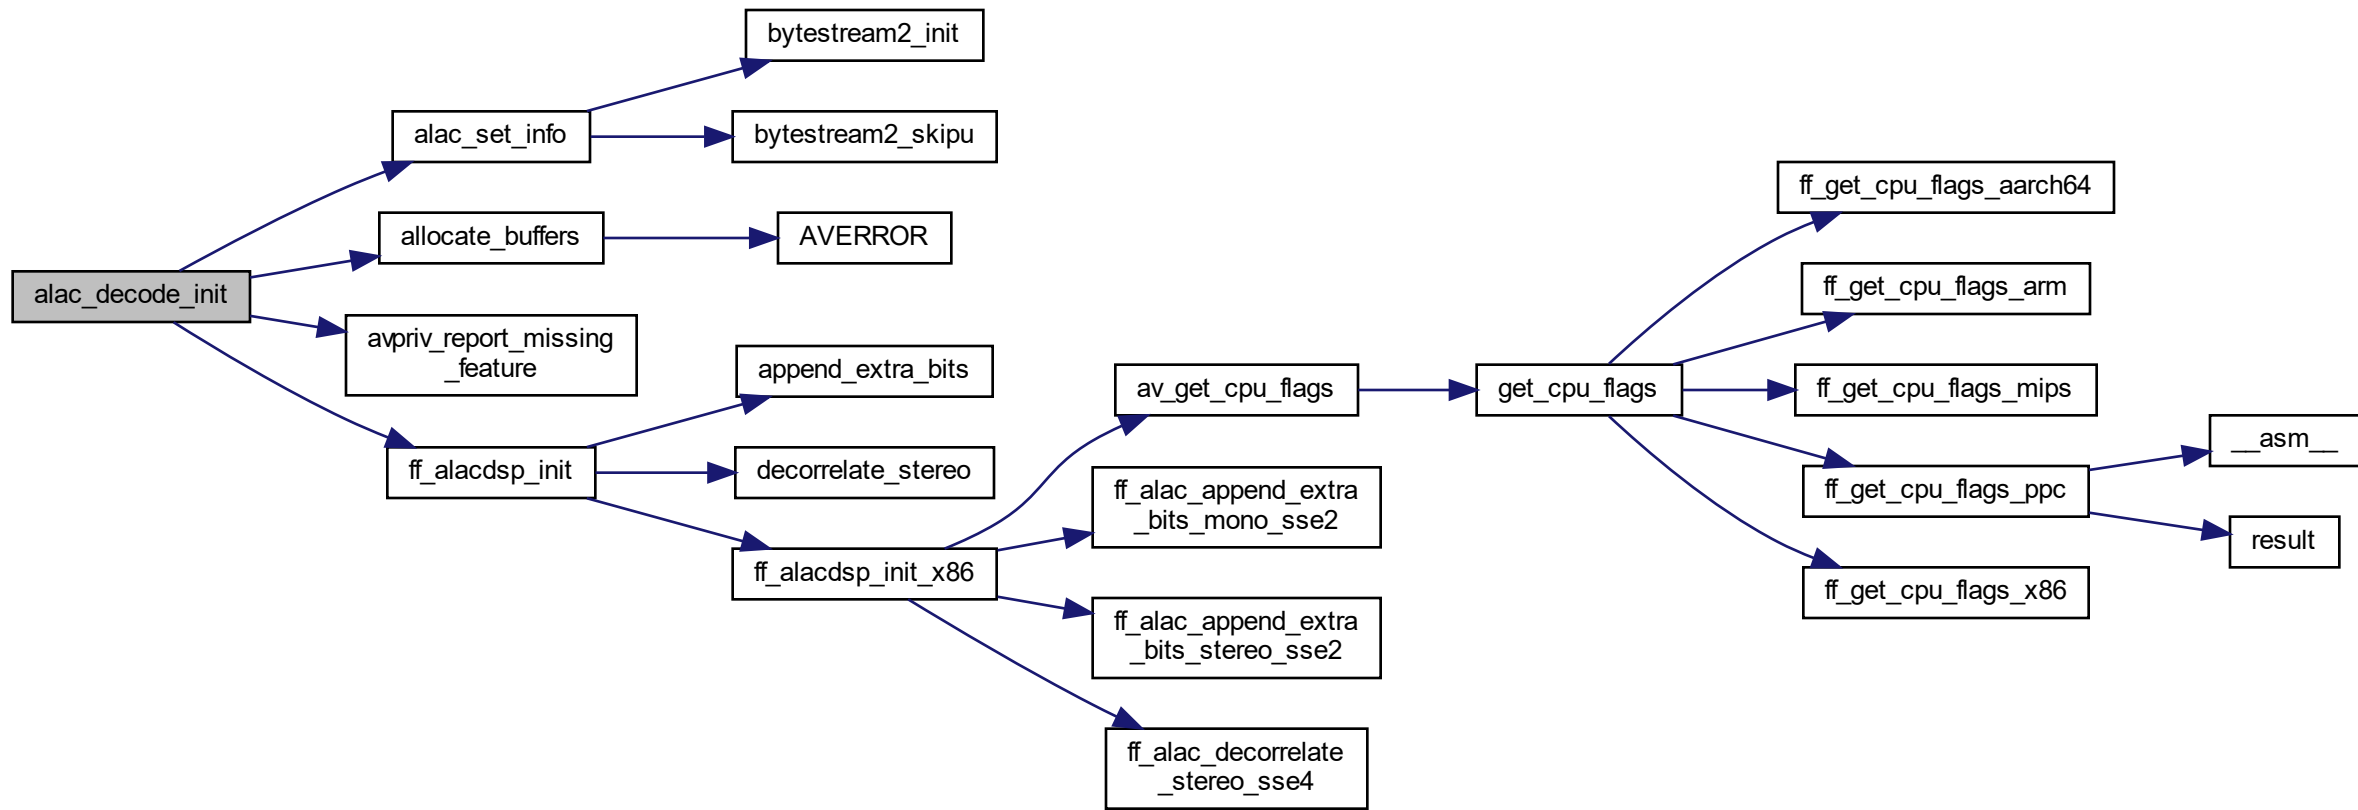 alac_decode_init
alac_set_info
allocate_buffers
avpriv_report_missing
_feature
ff_alacdsp_init
bytestream2_init
bytestream2_skipu
AVERROR
append_extra_bits
decorrelate_stereo
ff_alacdsp_init_x86
av_get_cpu_flags
ff_alac_append_extra
_bits_mono_sse2
ff_alac_append_extra
_bits_stereo_sse2
ff_alac_decorrelate
_stereo_sse4
get_cpu_flags
ff_get_cpu_flags_aarch64
ff_get_cpu_flags_arm
ff_get_cpu_flags_mips
ff_get_cpu_flags_ppc
ff_get_cpu_flags_x86
__asm__
result